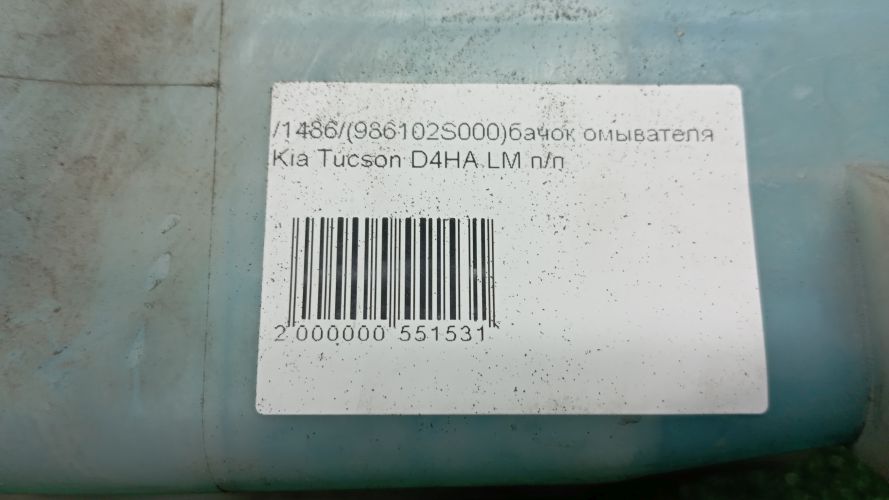 /1486/(986102S000)бачок омывателя
Kia Tucson D4HA LM п/п
2 000000 551531